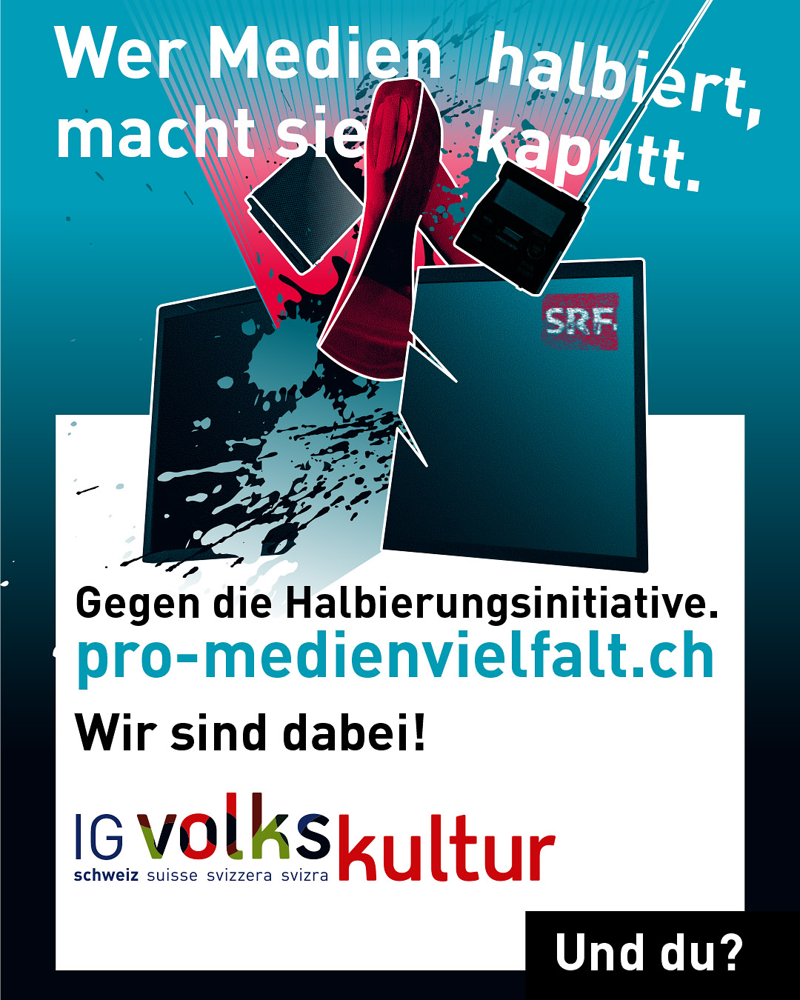 Wer Medien halbiert,
macht sie kaputt.
SRF
Gegen die Halbierungsinitiative.
pro-medienvielfalt.ch
Wir sind dabei!
IG volkskultur
schweiz suisse svizzera svizra
Und du?